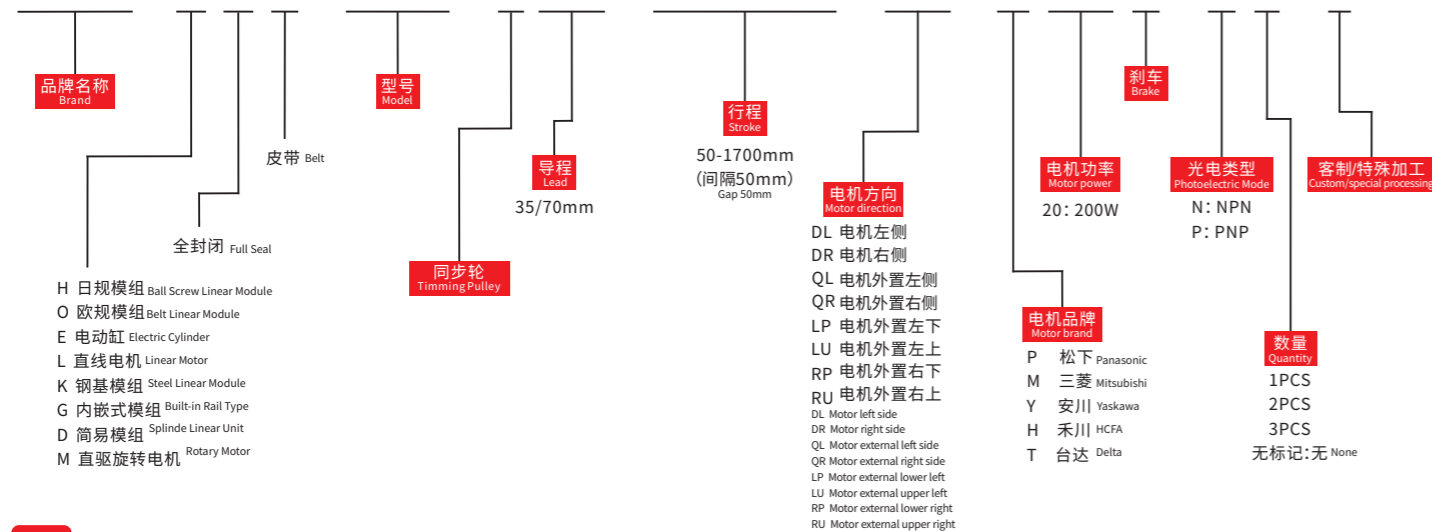 品牌名称
Brand
H 日规模组 Ball Screw Linear Module
O 欧规模组 Belt Linear Module
E 电动缸 Electric Cylinder
L 直线电机 Linear Motor
K 钢基模组 Steel Linear Module
G 内嵌式模组 Built-in Rail Type
D 简易模组 Splinde Linear Unit
M 直驱旋转电机 Rotary Motor
全封闭 Full Seal
皮带 Belt
型号
Model
同步轮
Timming Pulley
导程
Lead
35/70mm
行程
Stroke
50-1700mm
（间隔50mm）
Gap 50mm
电机方向
Motor direction
DL 电机左侧
DR 电机右侧
QL 电机外置左侧
QR 电机外置右侧
LP 电机外置左下
LU 电机外置左上
RP 电机外置右下
RU 电机外置右上
DL Motor left side
DR Motor right side
QL Motor external left side
QR Motor external right side
LP Motor external lower left
LU Motor external upper left
RP Motor external lower right
RU Motor external upper right
电机品牌
Motor brand
P 松下 Panasonic
M 三菱 Mitsubishi
Y 安川 Yaskawa
H 禾川 HCFA
T 台达 Delta
电机功率
Motor power
20：200W
刹车
Brake
光电类型
Photoelectric Mode
N：NPN
P：PNP
数量
Quantity
1PCS
2PCS
3PCS
无标记：无 None
客制/特殊加工
Custom/special processing